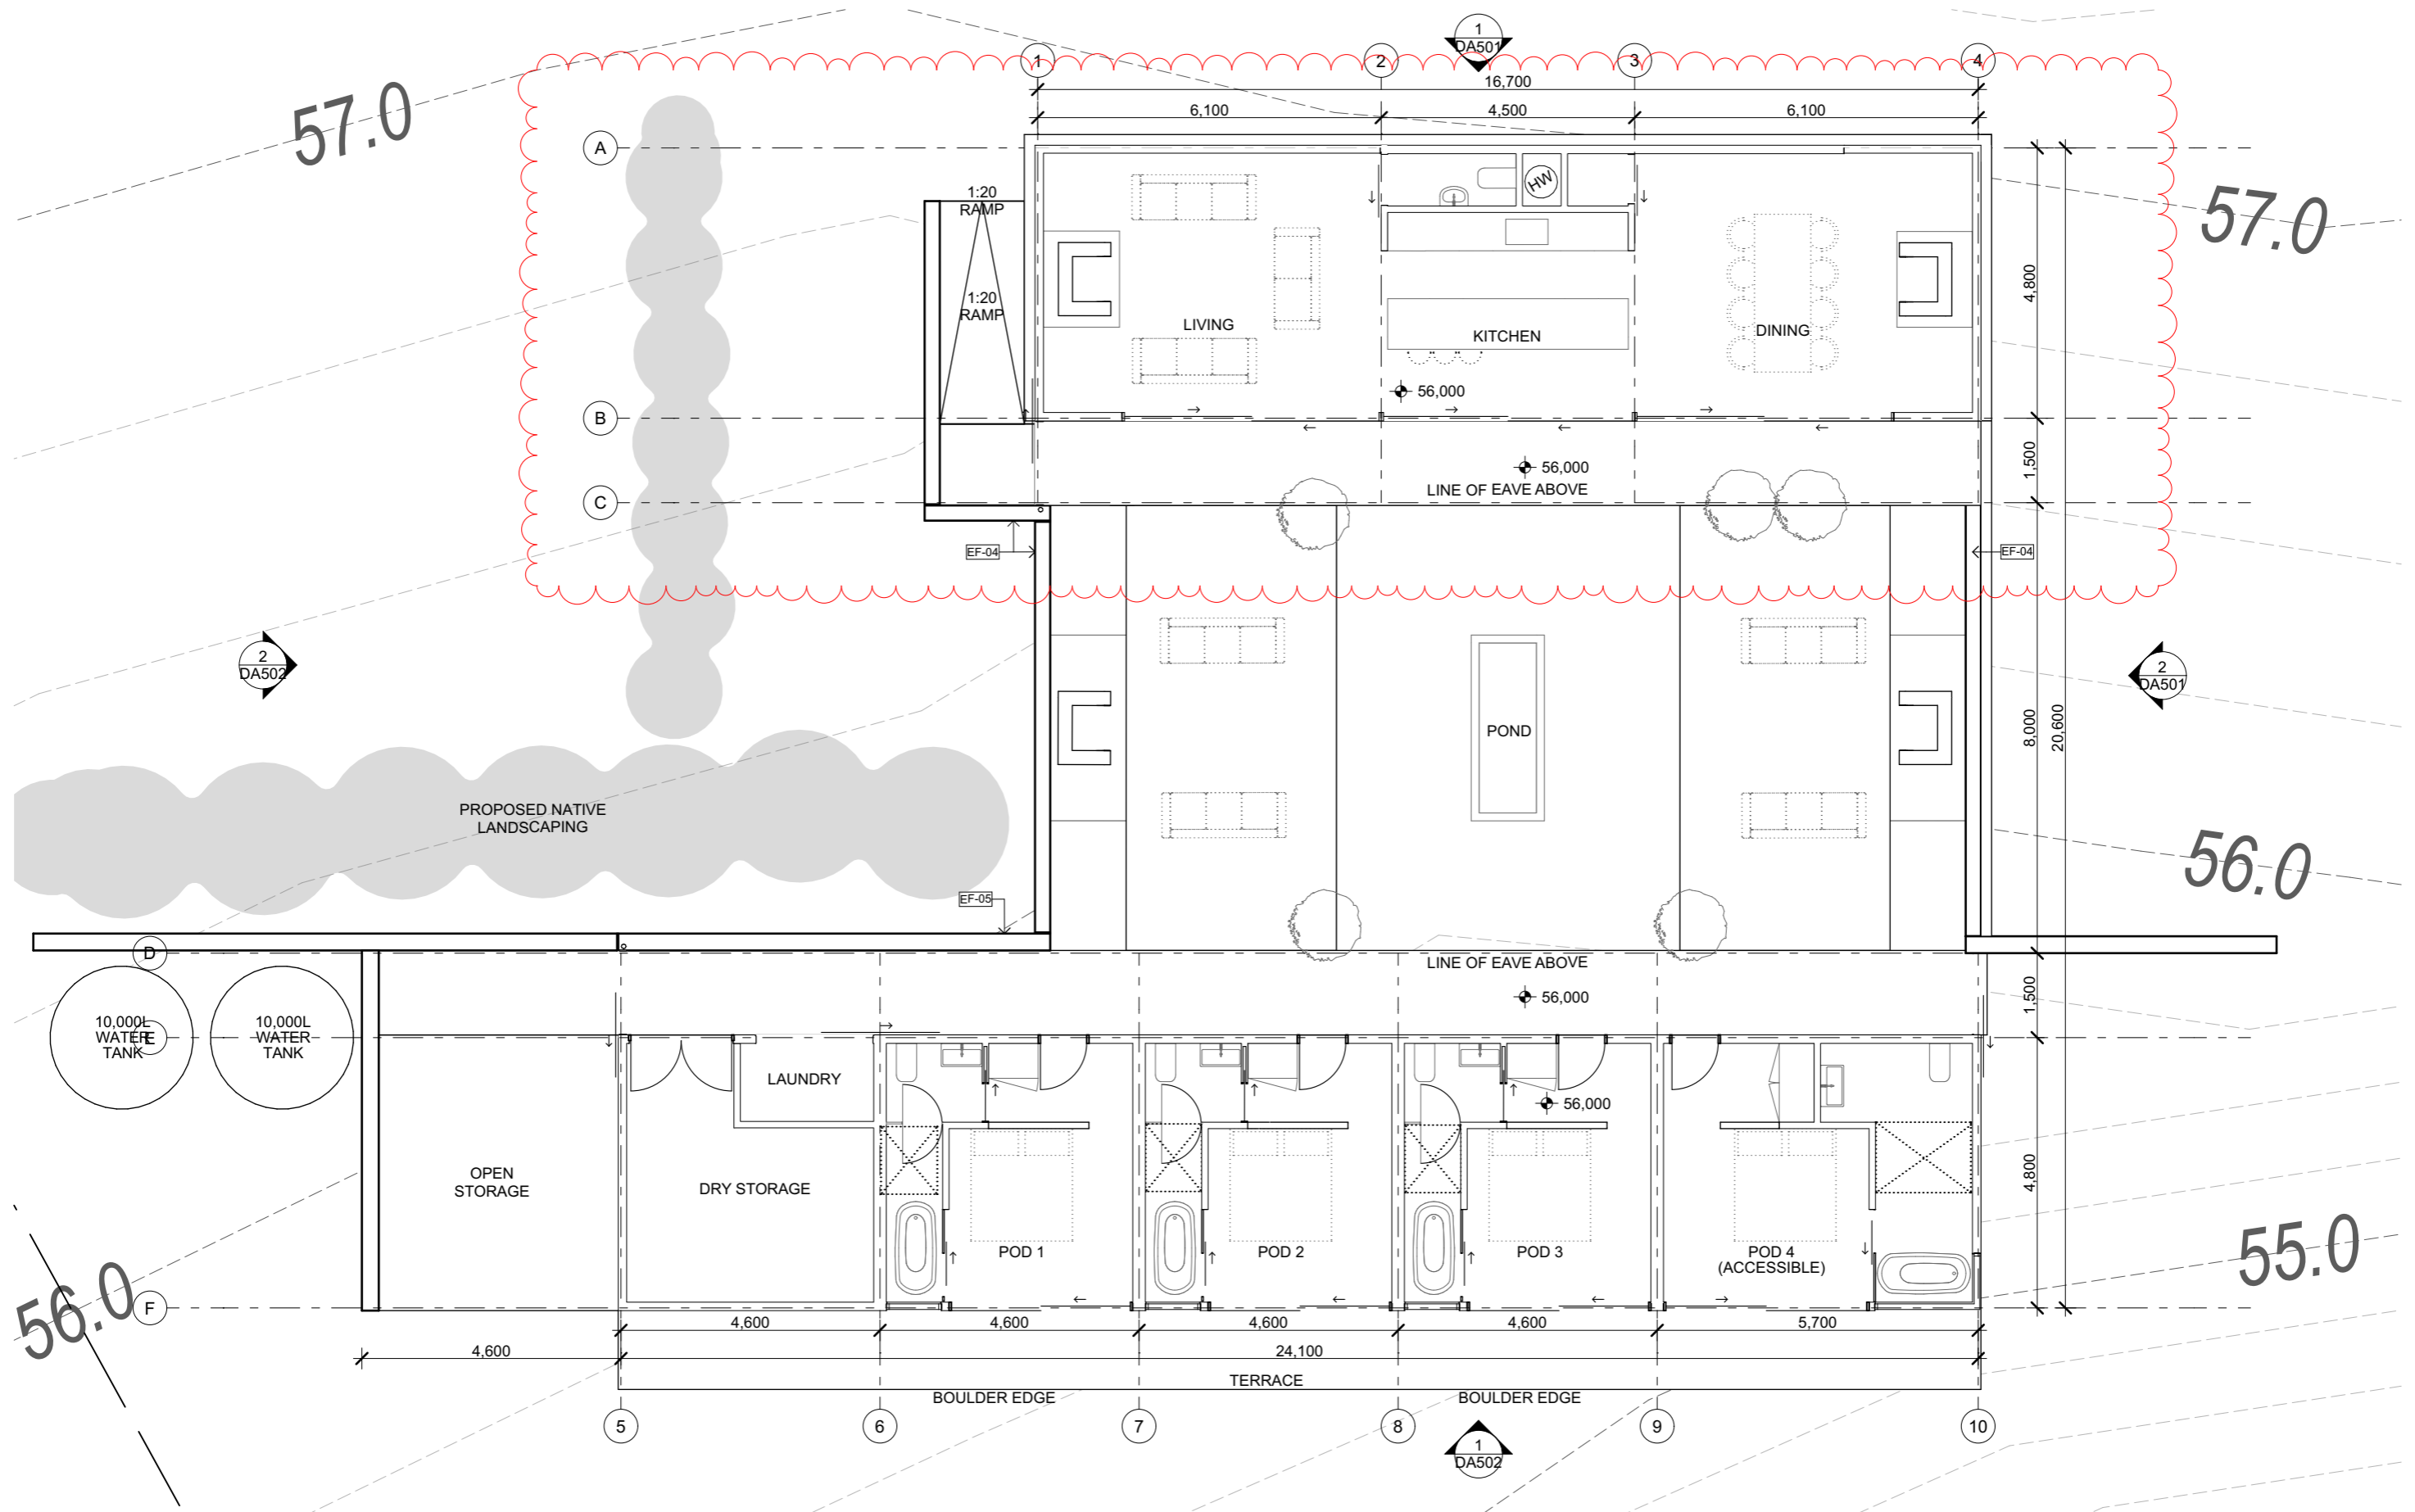 1
DA501
1
2
3
4
16,700
6,100
4,500
6,100
57.0
A
1:20
RAMP
HW
57.0
4,800
1:20
RAMP
LIVING
KITCHEN
DINING
56,000
B
1,500
56,000
LINE OF EAVE ABOVE
C
EF-04
EF-04
2
DA502
2
DA501
POND
8,000
20,600
PROPOSED NATIVE
LANDSCAPING
56.0
EF-05
D
LINE OF EAVE ABOVE
56,000
1,500
10,000L
WATER
TANK
E
10,000L
WATER
TANK
LAUNDRY
56,000
OPEN
STORAGE
DRY STORAGE
4,800
POD 1
POD 2
POD 3
POD 4
(ACCESSIBLE)
55.0
56.0
F
4,600
4,600
4,600
4,600
5,700
4,600
24,100
TERRACE
BOULDER EDGE
BOULDER EDGE
5
6
7
8
9
10
1
DA502